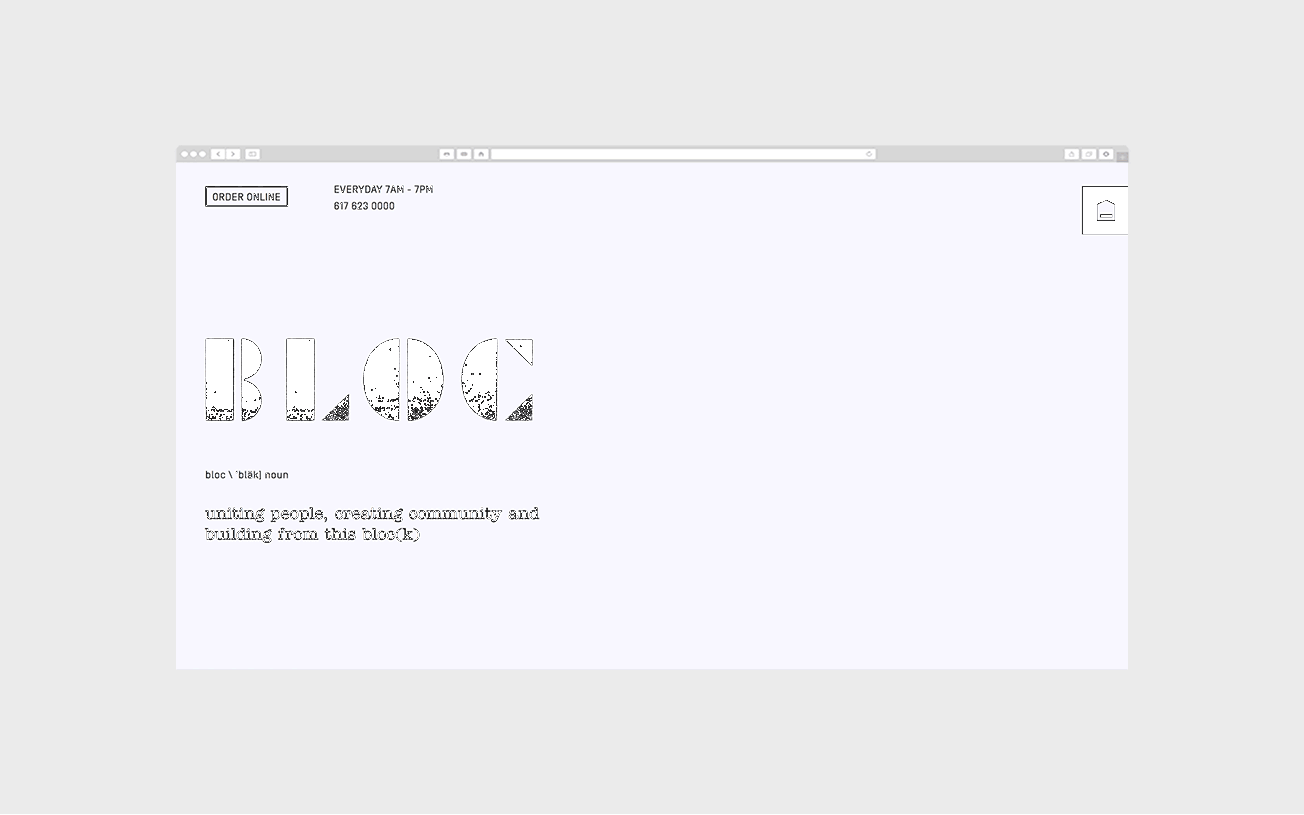 ORDER ONLINE
EVERYDAY 7AM - 7PM
617 623 0000
BLOC
bloc \ ˈbläk] noun
uniting people, creating community and
building from this bloc(k)